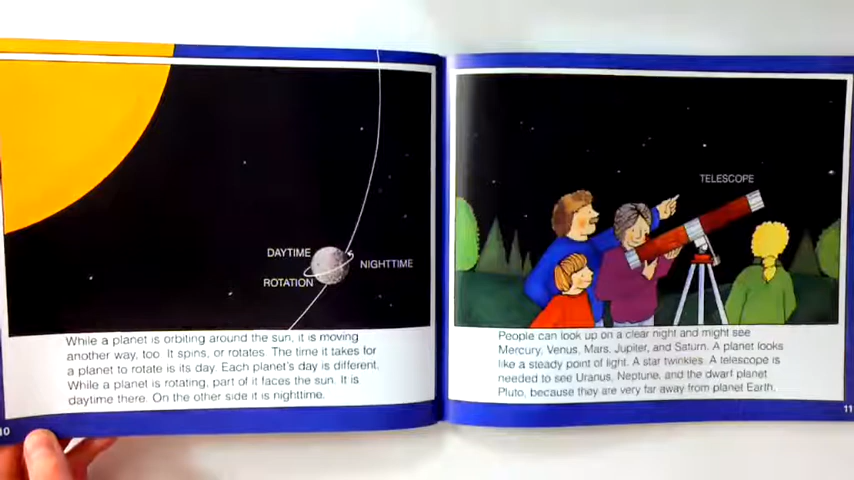 DAYTIME
ROTATION
NIGHTTIME
While a planet is orbiting around the sun, it is moving
another way, too. It spins, or rotates. The time it takes for
a planet to rotate is its day. Each planet's day is different.
While a planet is rotating, part of it faces the sun. It is
daytime there. On the other side it is nighttime.
10
TELESCOPE
People can look up on a clear night and might see
Mercury, Venus, Mars, Jupiter, and Saturn. A planet looks
like a steady point of light. A star twinkles. A telescope is
needed to see Uranus, Neptune, and the dwarf planet
Pluto, because they are very far away from planet Earth.
11